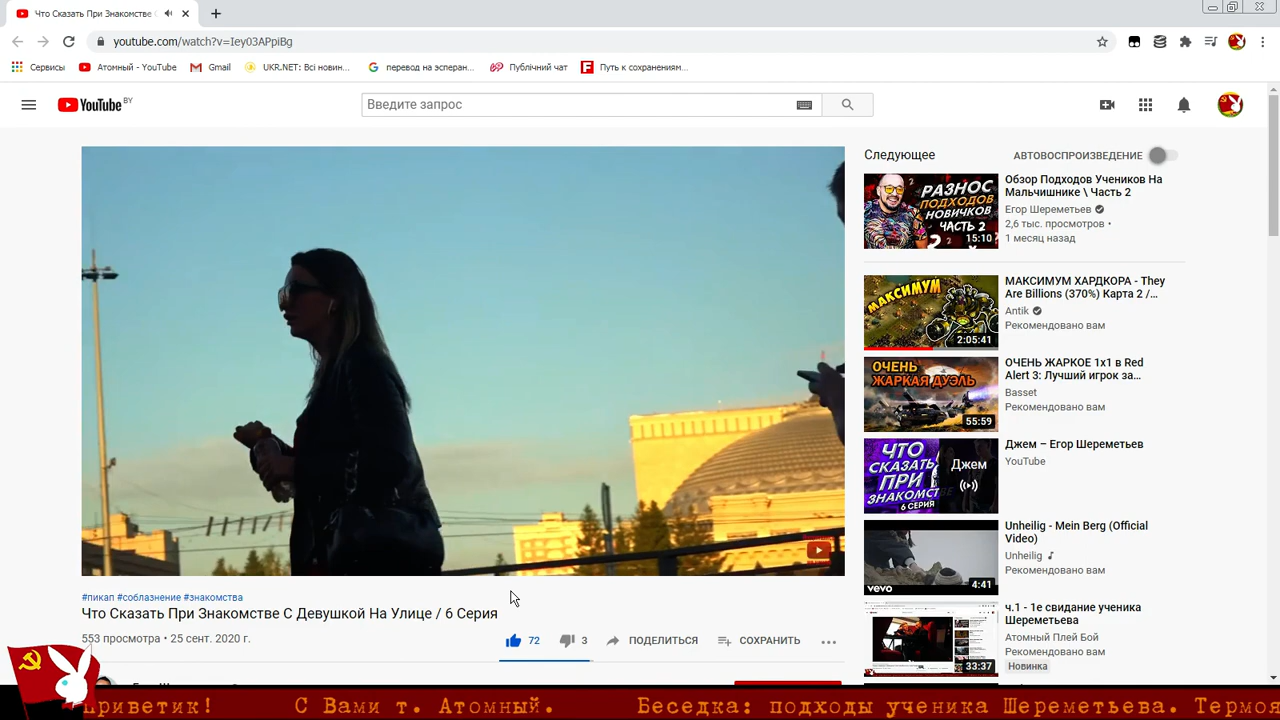 Что Сказать При Знакомстве С
youtube.com/watch?v=Iey03APpiBg
Сервисы
Атомный - YouTube
Gmail
UKR.NET: Всі новин...
перевод на эсперан...
Публічний чат
Путь к сохранениям...
YouTube BY
Введите запрос
Следующее
АВТОВОСПРОИЗВЕДЕНИЕ
РАЗНОС
ПОДХОДОВ
НОВИЧКОВ
ЧАСТЬ 2
15:10
Обзор Подходов Учеников На
Мальчишнике \ Часть 2
Егор Шереметьев
2,6 тыс. просмотров •
1 месяц назад
МАКСИМУМ
2:05:41
МАКСИМУМ ХАРДКОРА - They
Are Billions (370%) Карта 2 /...
Antik
Рекомендовано вам
ОЧЕНЬ
ЖАРКАЯ ДУЭЛЬ
55:59
ОЧЕНЬ ЖАРКОЕ 1x1 в Red
Alert 3: Лучший игрок за...
Basset
Рекомендовано вам
ЧТО
СКАЗАТЬ
ПРИ
ЗНАКОМСТ
6 СЕРИЯ
Джем
Джем – Егор Шереметьев
YouTube
vevo
4:41
Unheilig - Mein Berg (Official
Video)
Unheilig
Рекомендовано вам
33:37
ч.1 - 1е свидание ученика
Шереметьева
Атомный Плей Бой
Рекомендовано вам
Новинка
#пикап #соблазнение #знакомства
Что Сказать При Знакомстве С Девушкой На Улице / 6 Серия
553 просмотра • 25 сент. 2020 г.
72
3
ПОДЕЛИТЬСЯ
СОХРАНИТЬ
приветик! С Вами т. Атомный. Беседка: подходы ученика Шереметьева. Термоя